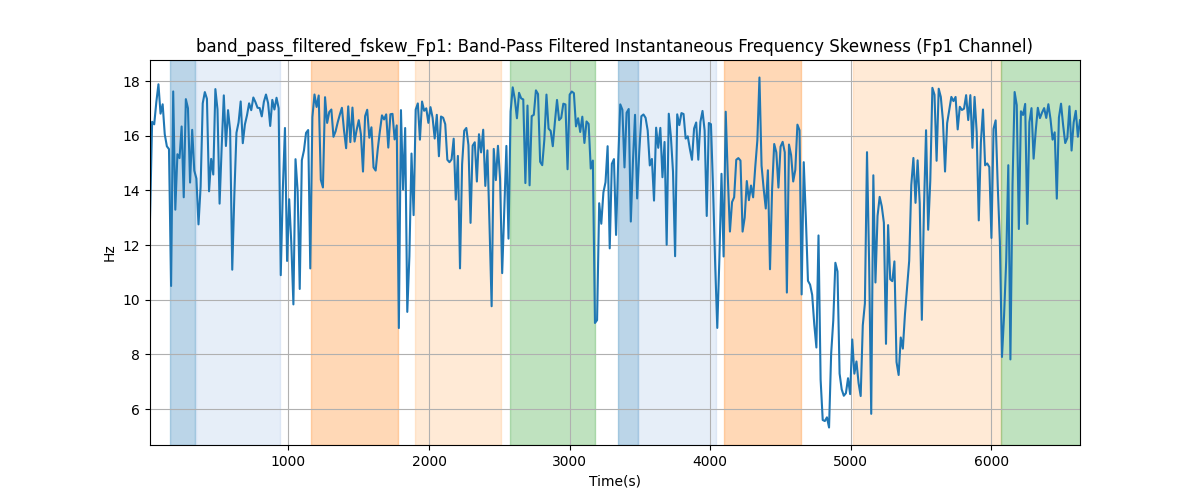 band_pass_filtered_fskew_Fp1: Band-Pass Filtered Instantaneous Frequency Skewness (Fp1 Channel)
18
16
14
12
10
8
6
Hz
1000 2000 3000 4000 5000 6000
Time(s)